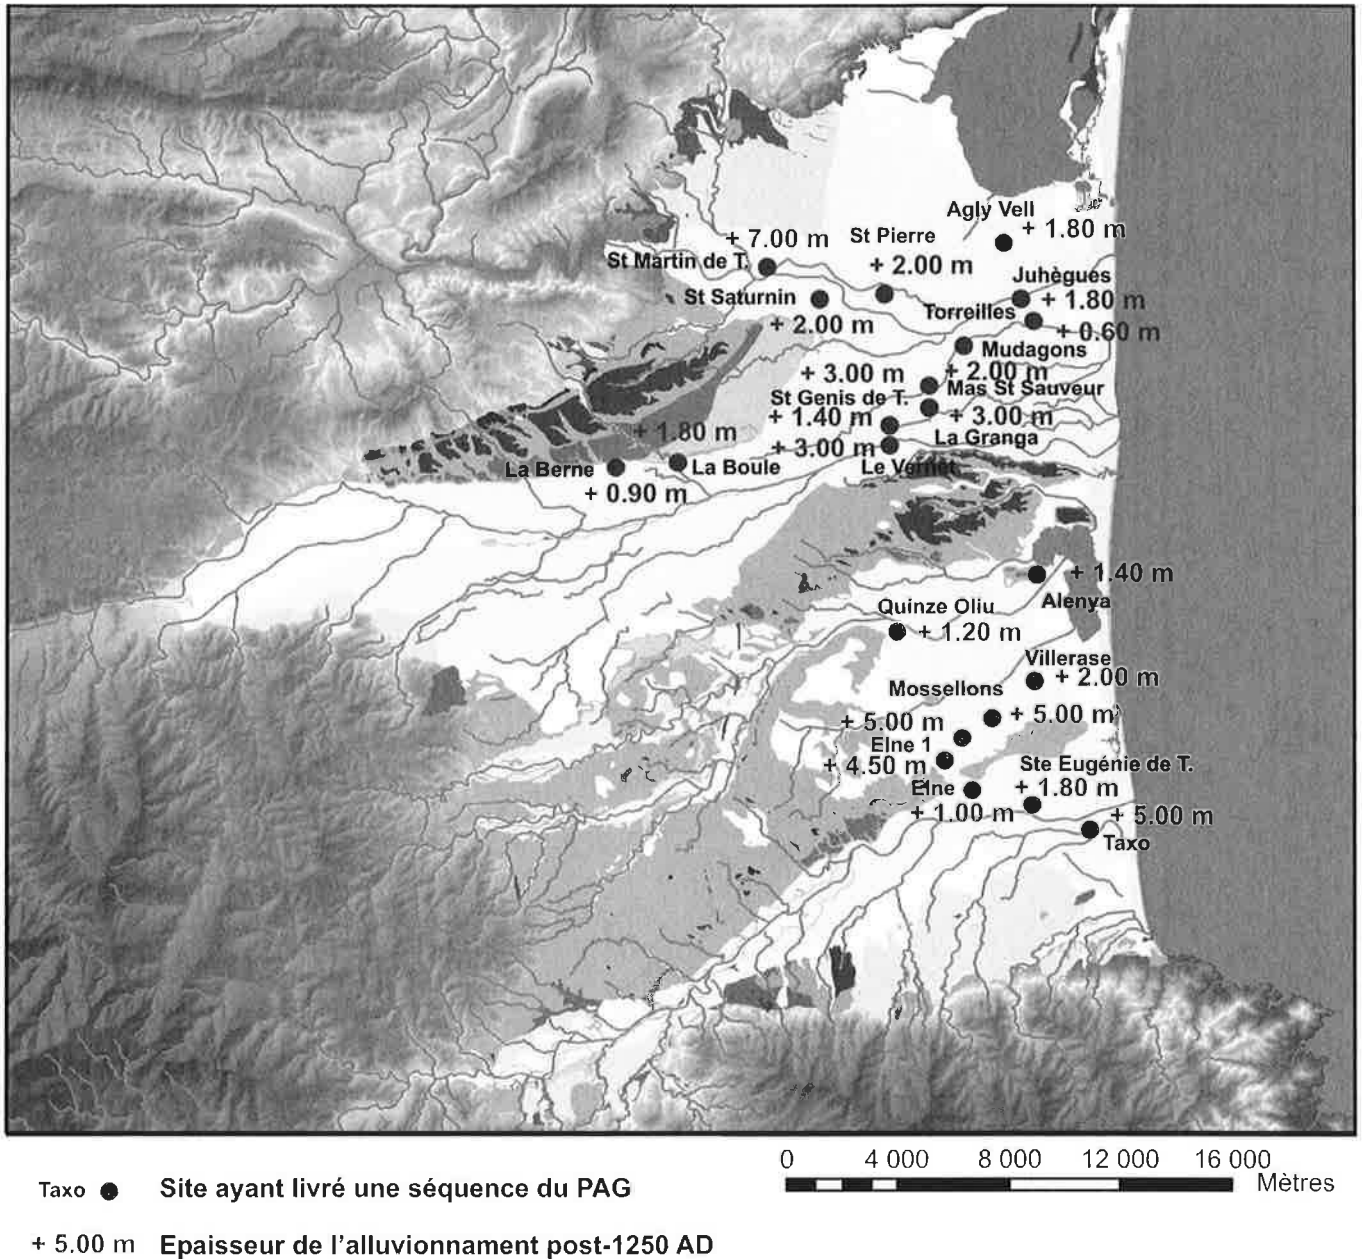 Agly Vell
+ 1.80 m
+ 7.00 m
St Pierre
St Martin de T.
+ 2.00 m
Juhègues
St Saturnin
+ 1.80 m
Torreilles
+ 2.00 m
+ 0.60 m
Mudagons
+ 3.00 m
+ 2.00 m
St Genis de T.
Mas St Sauveur
+ 1.40 m
+ 3.00 m
+ 1.80 m
+ 3.00 m
La Granga
La Berne
La Boule
Le Vernet
+ 0.90 m
+ 1.40 m
Alenya
Quinze Oliu
+ 1.20 m
Villerase
+ 2.00 m
Mossellons
+ 5.00 m
+ 5.00 m
Elne 1
+ 4.50 m
Ste Eugénie de T.
Elne
+ 1.80 m
+ 1.00 m
+ 5.00 m
Taxo
0 4 000 8 000 12 000 16 000
Mètres
Taxo Site ayant livré une séquence du PAG
+ 5.00 m Epaisseur de l'alluvionnament post-1250 AD